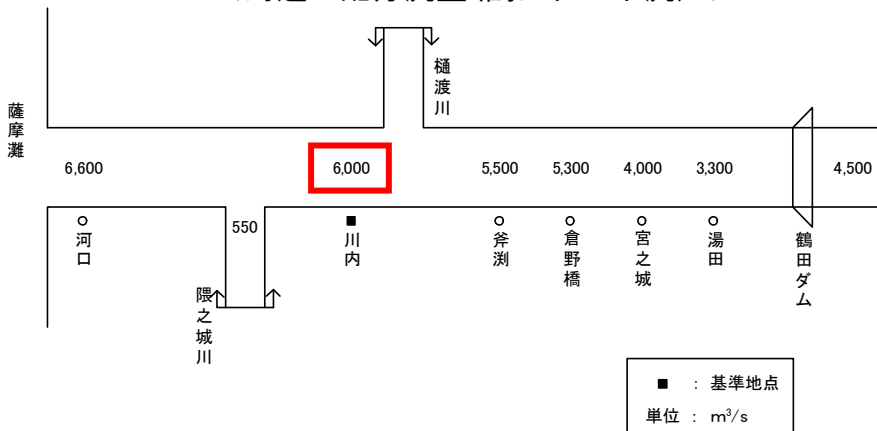 樋渡川
薩摩灘
6,600
6,000
5,500
5,300
4,000
3,300
4,500
550
河口
川内
斧渕
倉野橋
宮之城
湯田
鶴田ダム
隈之城川
■ : 基準地点
単位 : m³/s